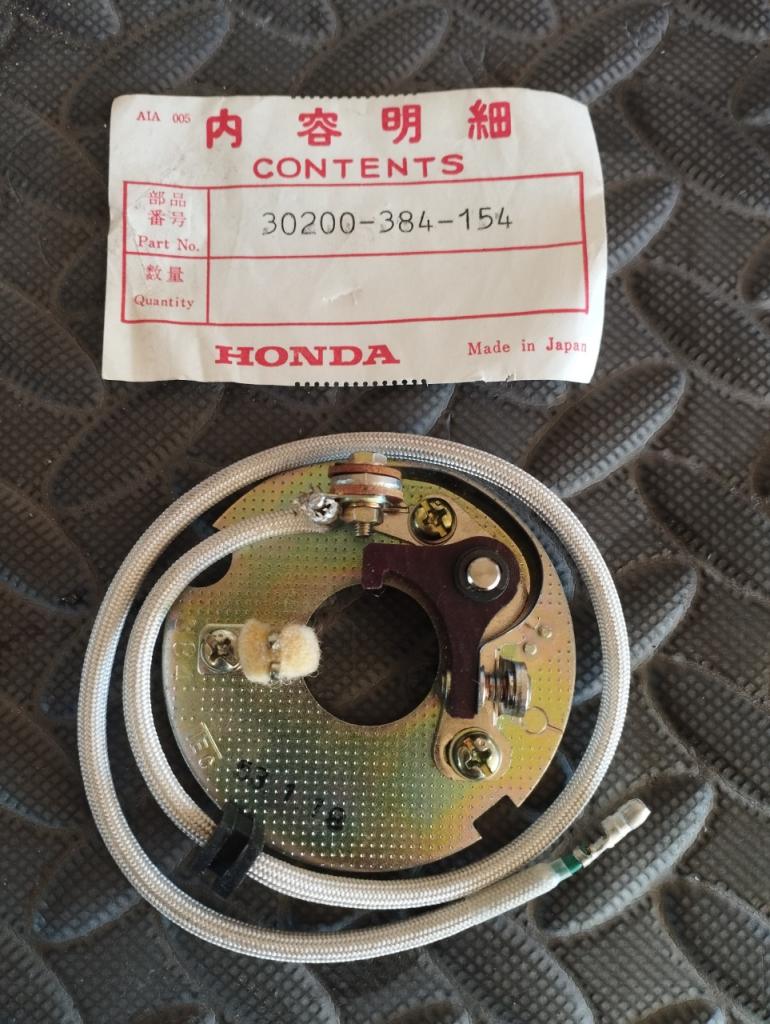 AIA 005
内容明細
CONTENTS
部品
番号
Part No.
30200-384-154
数量
Quantity
HONDA
Made in Japan
TEC